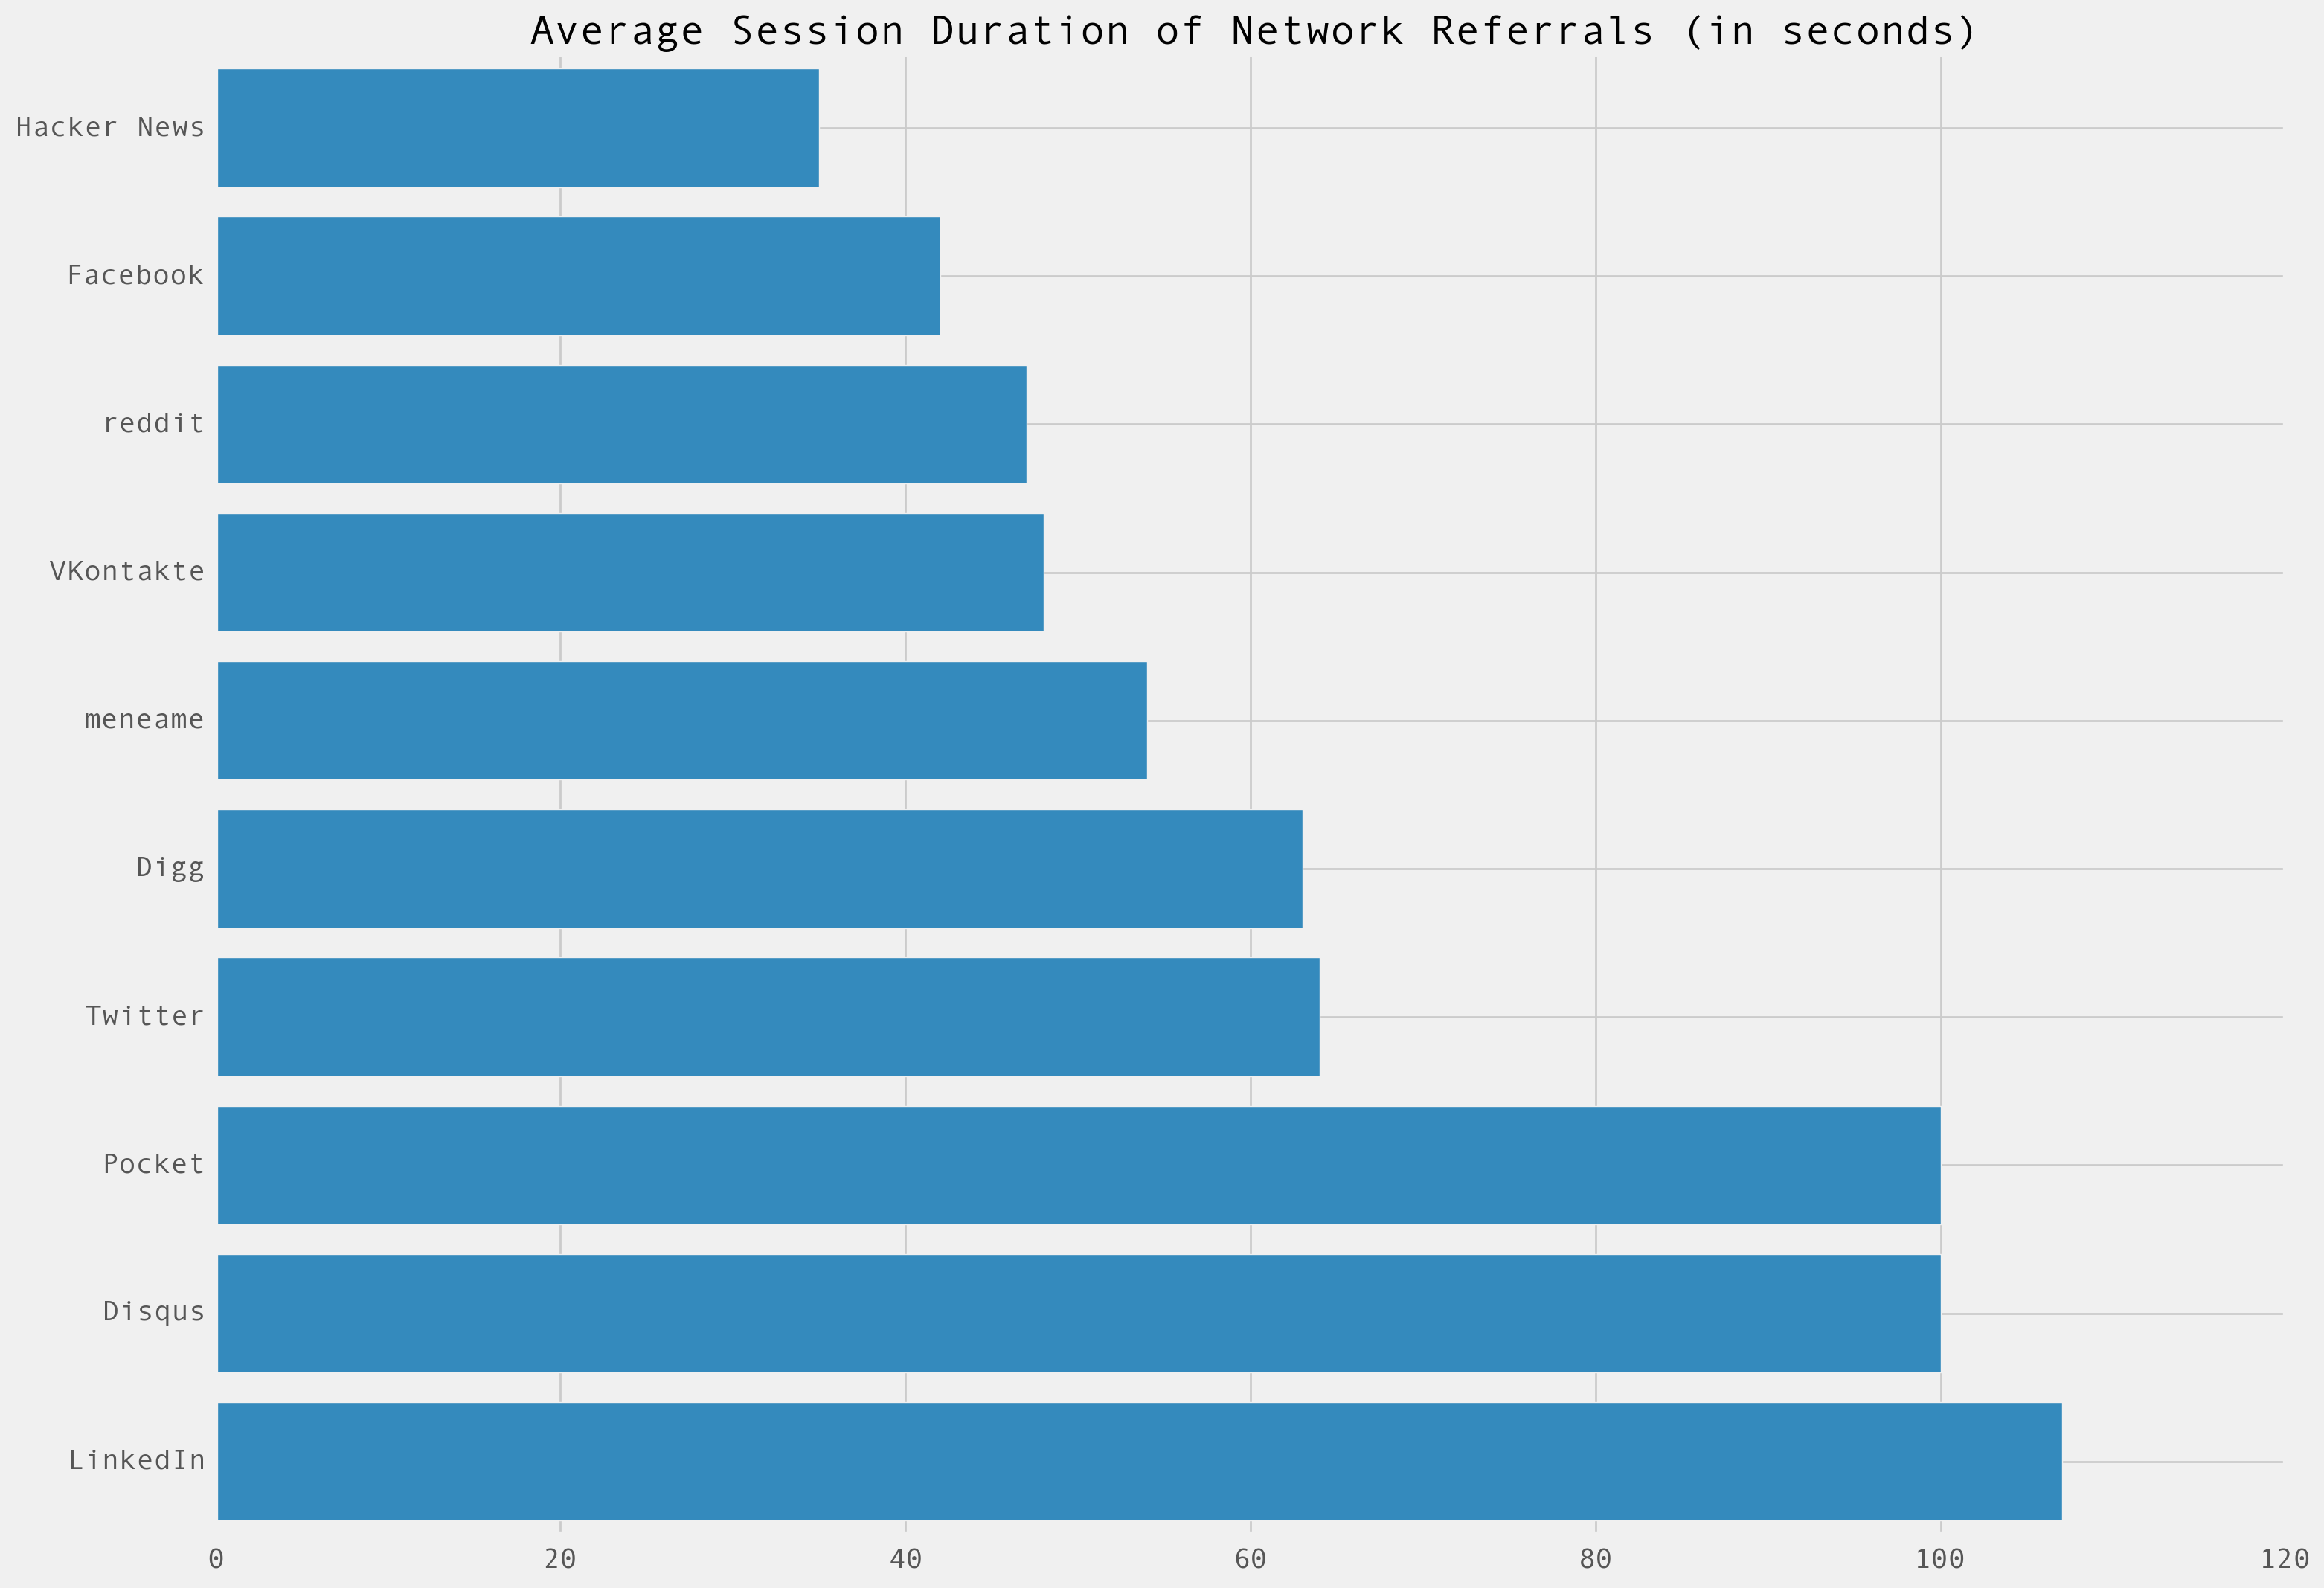 Average Session Duration of Network Referrals (in seconds)
Hacker News
Facebook
reddit
VKontakte
meneame
Digg
Twitter
Pocket
Disqus
LinkedIn
0 20 40 60 80 100 120